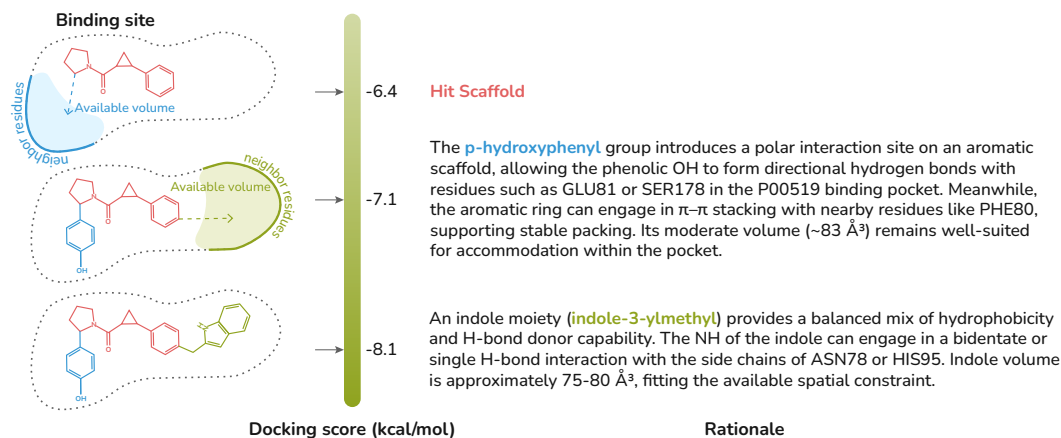 Binding site
N
O
Available volume
neighbor residues
neighbor residues
-6.4
Hit Scaffold
Available volume
neighbor residues
N
O
OH
-7.1
The p-hydroxyphenyl group introduces a polar interaction site on an aromatic
scaffold, allowing the phenolic OH to form directional hydrogen bonds with
residues such as GLU81 or SER178 in the P00519 binding pocket. Meanwhile,
the aromatic ring can engage in π–π stacking with nearby residues like PHE80,
supporting stable packing. Its moderate volume (~83 Å³) remains well-suited
for accommodation within the pocket.
N
O
OH
-8.1
An indole moiety (indole-3-ylmethyl) provides a balanced mix of hydrophobicity
and H-bond donor capability. The NH of the indole can engage in a bidentate or
single H-bond interaction with the side chains of ASN78 or HIS95. Indole volume
is approximately 75-80 Å³, fitting the available spatial constraint.
Docking score (kcal/mol)
Rationale